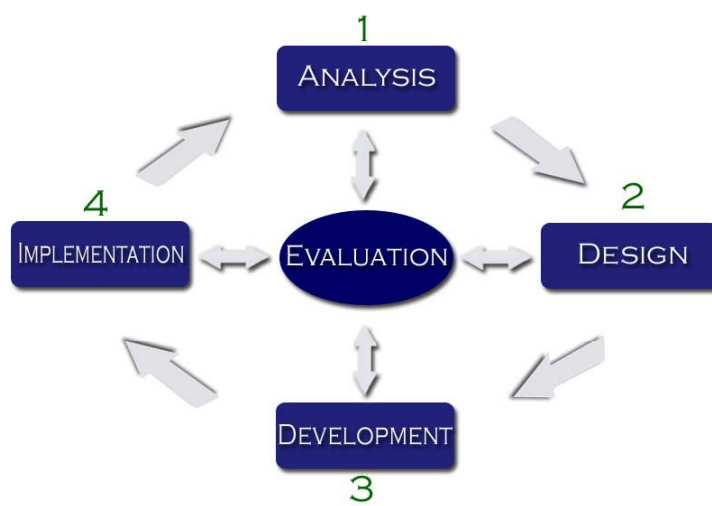 1
ANALYSIS
2
DESIGN
4
IMPLEMENTATION
EVALUATION
DEVELOPMENT
3